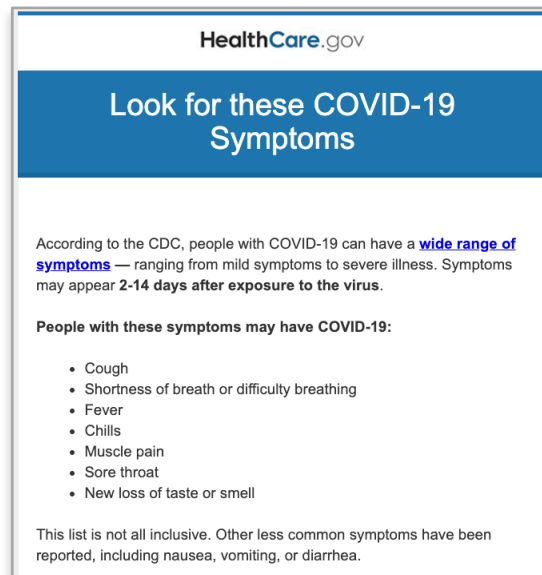 HealthCare.gov
Look for these COVID-19
Symptoms
According to the CDC, people with COVID-19 can have a wide range of
symptoms — ranging from mild symptoms to severe illness. Symptoms
may appear 2-14 days after exposure to the virus.
People with these symptoms may have COVID-19:
• Cough
• Shortness of breath or difficulty breathing
• Fever
• Chills
• Muscle pain
• Sore throat
• New loss of taste or smell
This list is not all inclusive. Other less common symptoms have been
reported, including nausea, vomiting, or diarrhea.